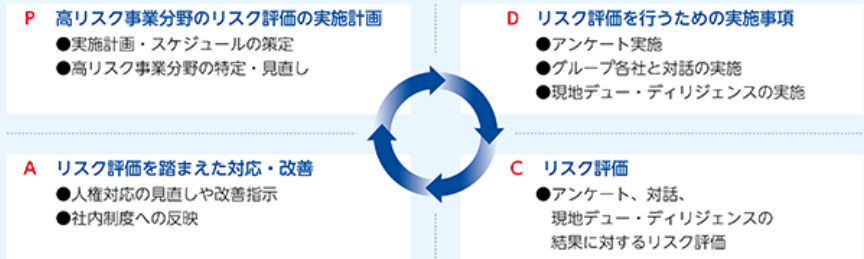 P 高リスク事業分野のリスク評価の実施計画
●実施計画・スケジュールの策定
●高リスク事業分野の特定・見直し
D リスク評価を行うための実施事項
●アンケート実施
●グループ各社と対話の実施
●現地デュー・ディリジェンスの実施
A リスク評価を踏まえた対応・改善
●人権対応の見直しや改善指示
●社内制度への反映
C リスク評価
●アンケート、対話、
現地デュー・ディリジェンスの
結果に対するリスク評価